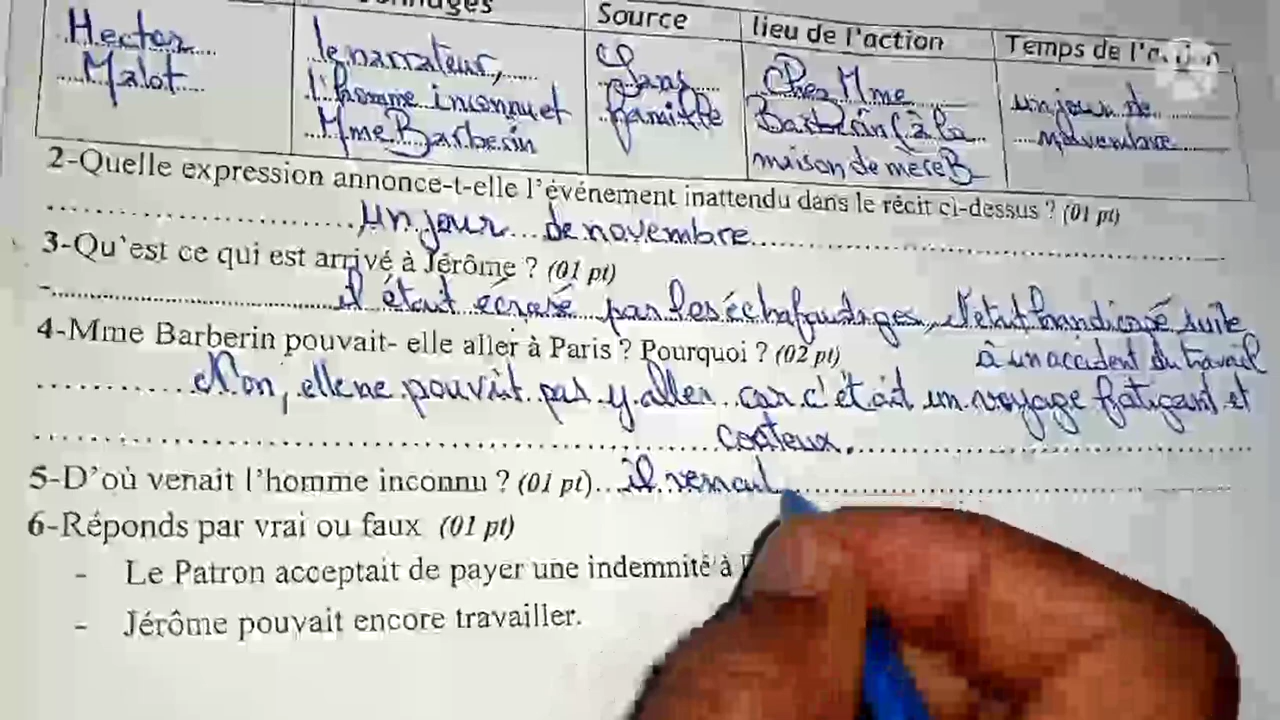 Source lieu de l'action Temps de l'a
Hector le narrateur, Sans Chez Mme un jour de
Malot l'homme inconnu et famille Barberin (à la novembre
Mme Barberin maison de mère B
2-Quelle expression annonce-t-elle l'événement inattendu dans le récit ci-dessus ? (01 pt)
Un jour de novembre
3-Qu'est ce qui est arrivé à Jérôme ? (01 pt)
- il était écrasé par les échafaudages, handicapé suite
à un accident du travail
4-Mme Barberin pouvait- elle aller à Paris ? Pourquoi ? (02 pt)
Non, elle ne pouvait pas y aller car c'était un voyage fatigant et
couteux.
5-D'où venait l'homme inconnu ? (01 pt) il venait
6-Réponds par vrai ou faux (01 pt)
- Le Patron acceptait de payer une indemnité à
- Jérôme pouvait encore travailler.